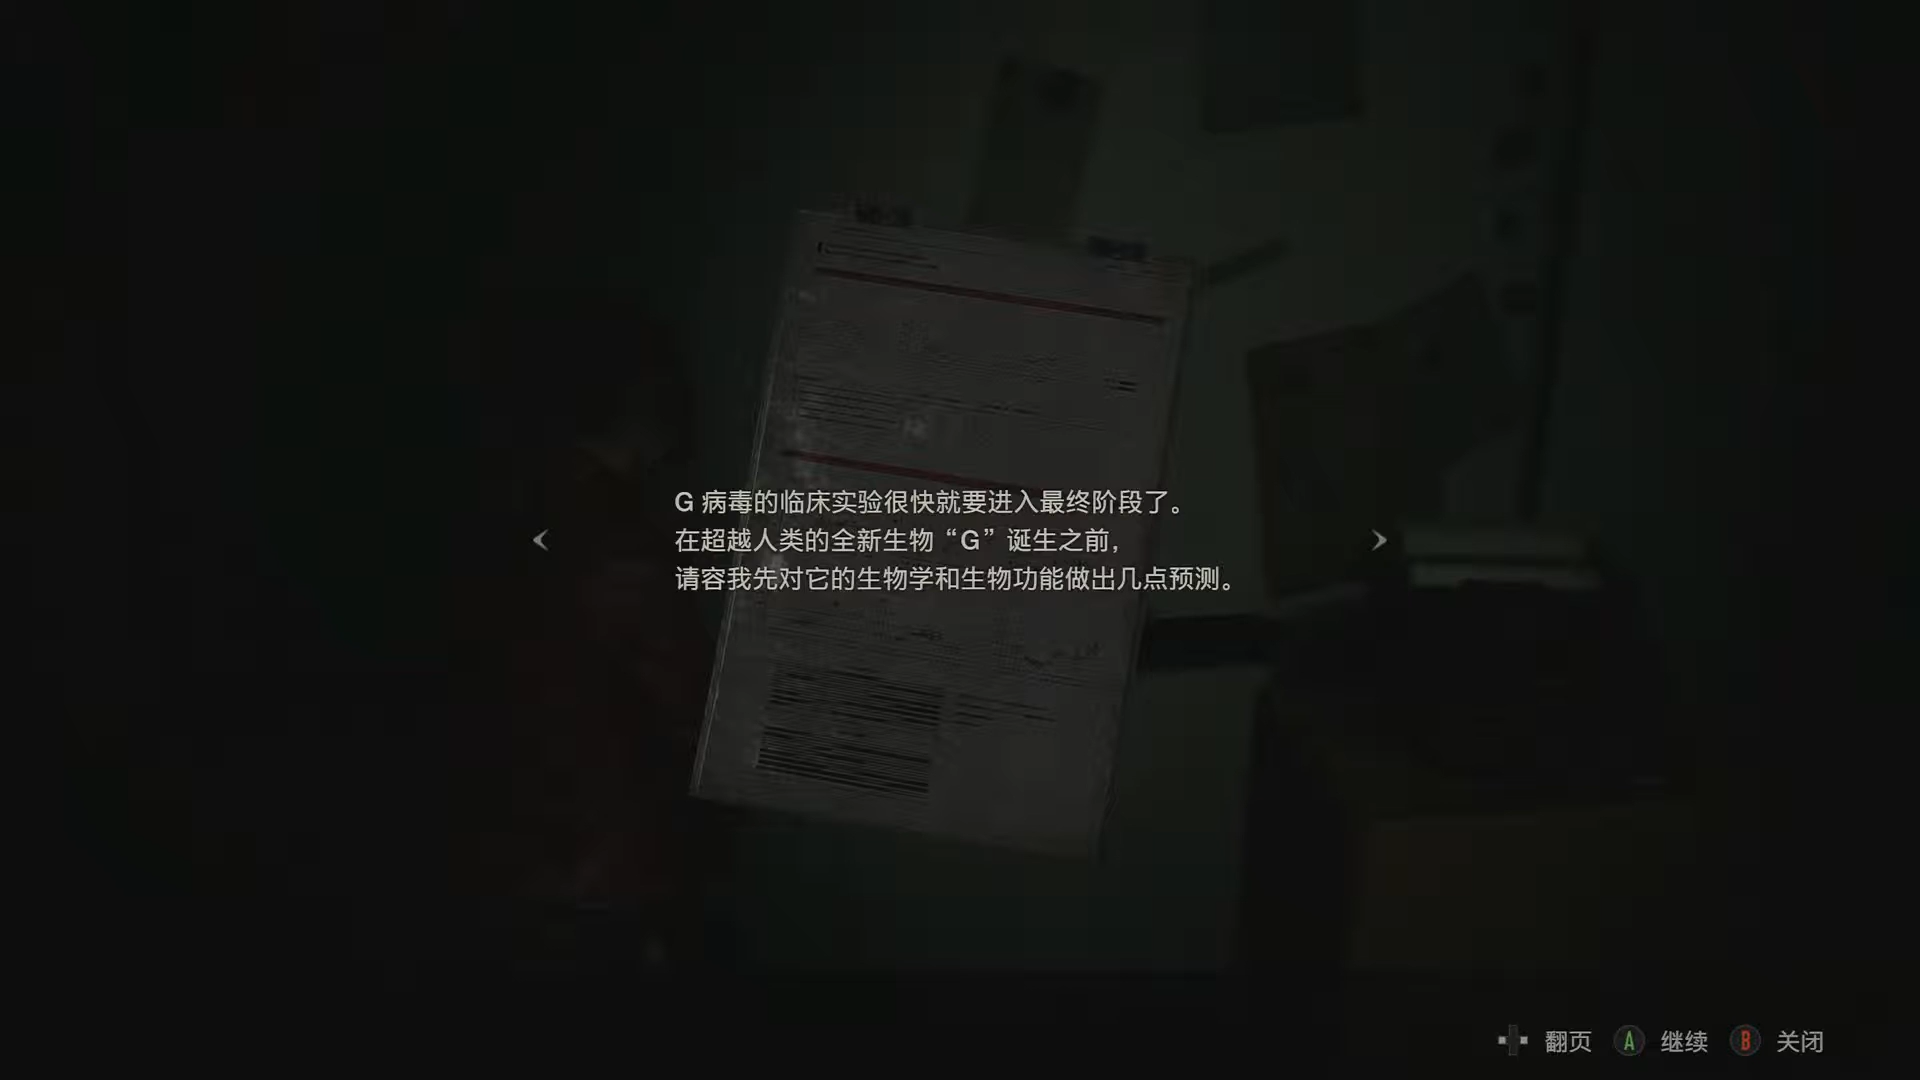 G 病毒的临床实验很快就要进入最终阶段了。
在超越人类的全新生物“G”诞生之前，
请容我先对它的生物学和生物功能做出几点预测。
翻页 A 继续 B 关闭